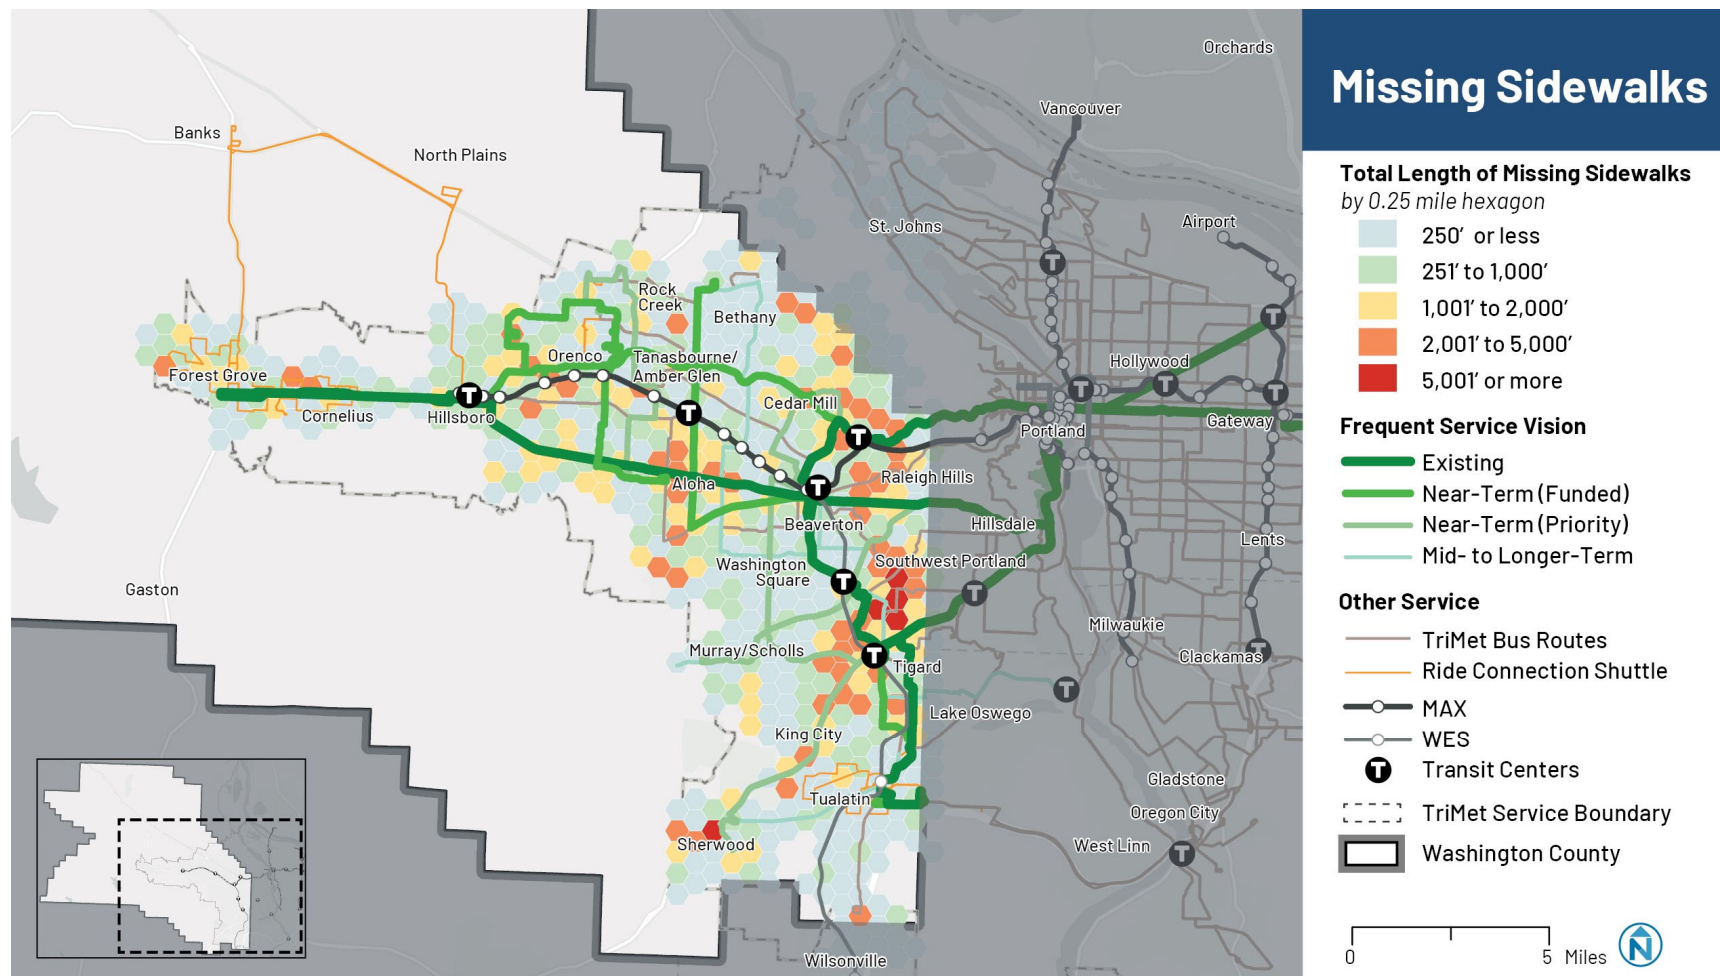 Missing Sidewalks
Total Length of Missing Sidewalks
by 0.25 mile hexagon
250' or less
251' to 1,000'
1,001' to 2,000'
2,001' to 5,000'
5,001' or more
Frequent Service Vision
Existing
Near-Term (Funded)
Near-Term (Priority)
Mid- to Longer-Term
Other Service
TriMet Bus Routes
Ride Connection Shuttle
MAX
WES
T Transit Centers
TriMet Service Boundary
Washington County
0 5 Miles
N
Orchards
Vancouver
Banks
North Plains
Airport
St. Johns
T
Rock
Creek
Bethany
T
Orenco
Tanasbourne/
Amber Glen
Hollywood
Forest Grove
T
T
T
T
Cedar Mill
Cornelius
Hillsboro
T
Gateway
Portland
T
Raleigh Hills
Aloha
T
Beaverton
Hillsdale
Lents
Washington
Square
Southwest Portland
T
T
Gaston
Milwaukie
Murray/Scholls
T
Tigard
Clackamas
T
T
Lake Oswego
King City
Gladstone
Tualatin
Oregon City
Sherwood
West Linn
T
Wilsonville